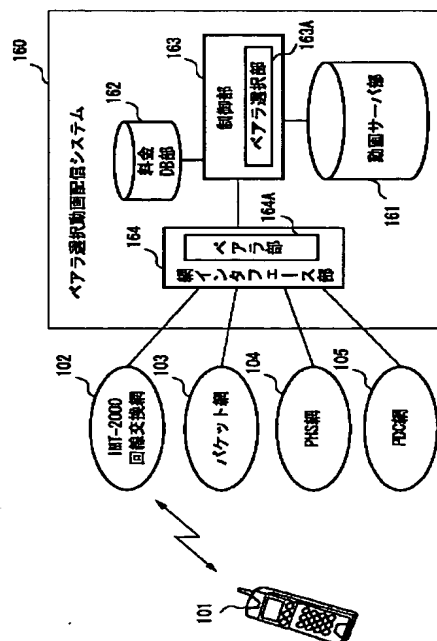 160
ベアラ選択動画配信システム
162
料金
DB部
163
制御部
163A
ベアラ選択部
動画サーバ部
161
164
164A
ベアラ部
網インタフェース部
102
IMT-2000
回線交換網
103
パケット網
104
PHS網
105
PDC網
101